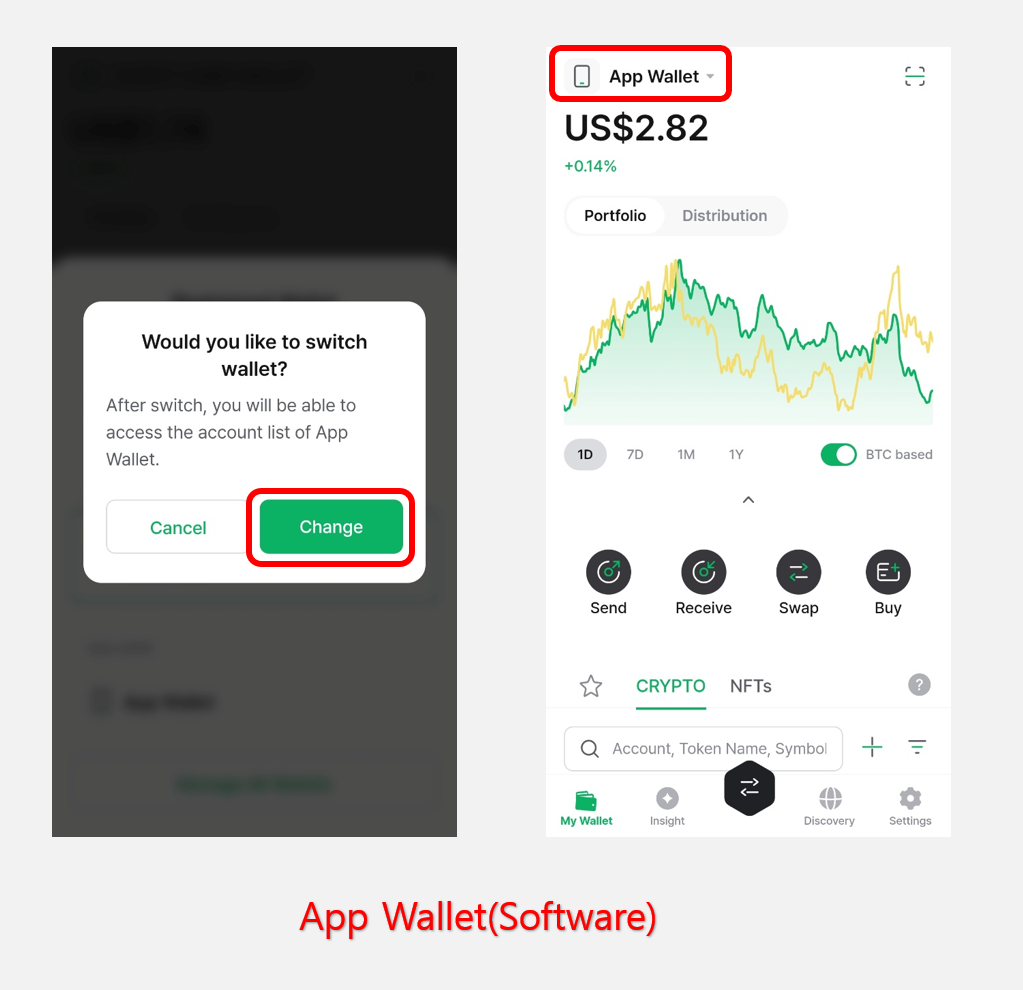 Would you like to switch
wallet?
After switch, you will be able to
access the account list of App
Wallet.
Cancel
Change
App Wallet
App Wallet
US$2.82
+0.14%
Portfolio
Distribution
1D
7D
1M
1Y
BTC based
Send
Receive
Swap
Buy
CRYPTO
NFTs
?
Account, Token Name, Symbol
My Wallet
Insight
Discovery
Settings
App Wallet(Software)